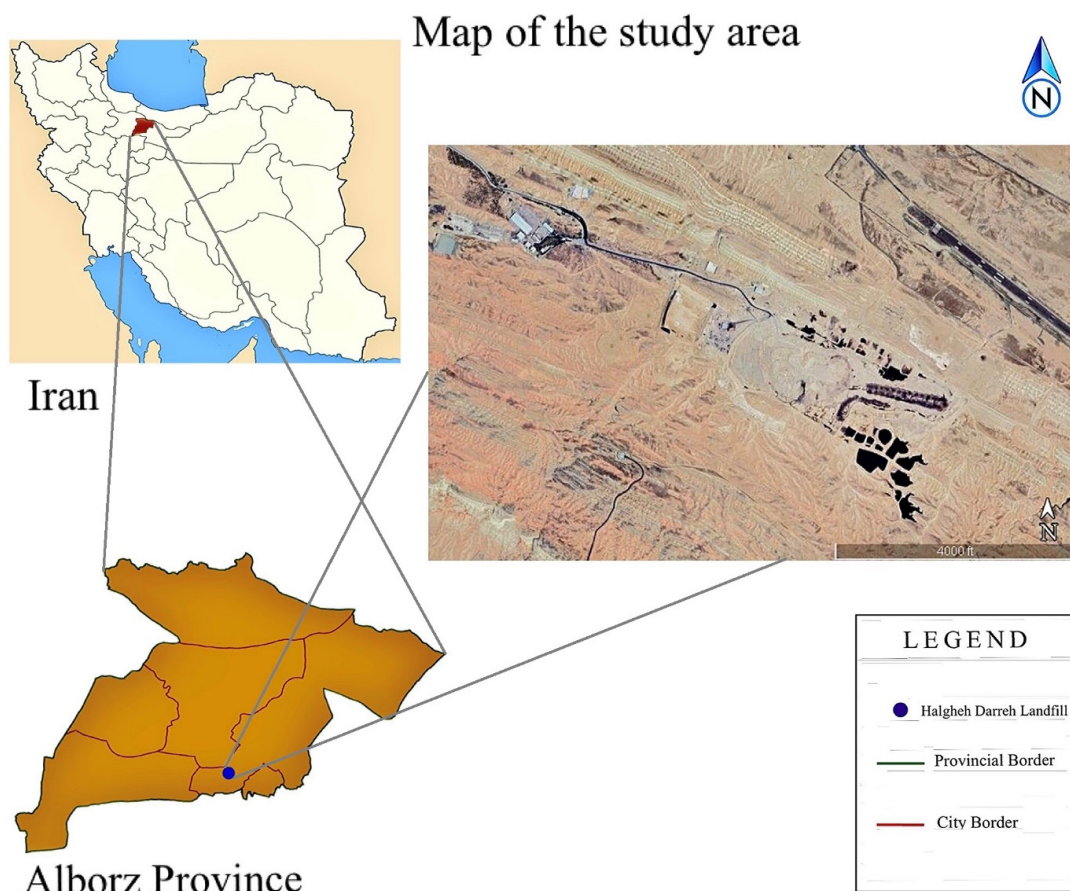 Map of the study area
N
Iran
N
4000 ft
LEGEND
Halgheh Darreh Landfill
Provincial Border
City Border
Alborz Province